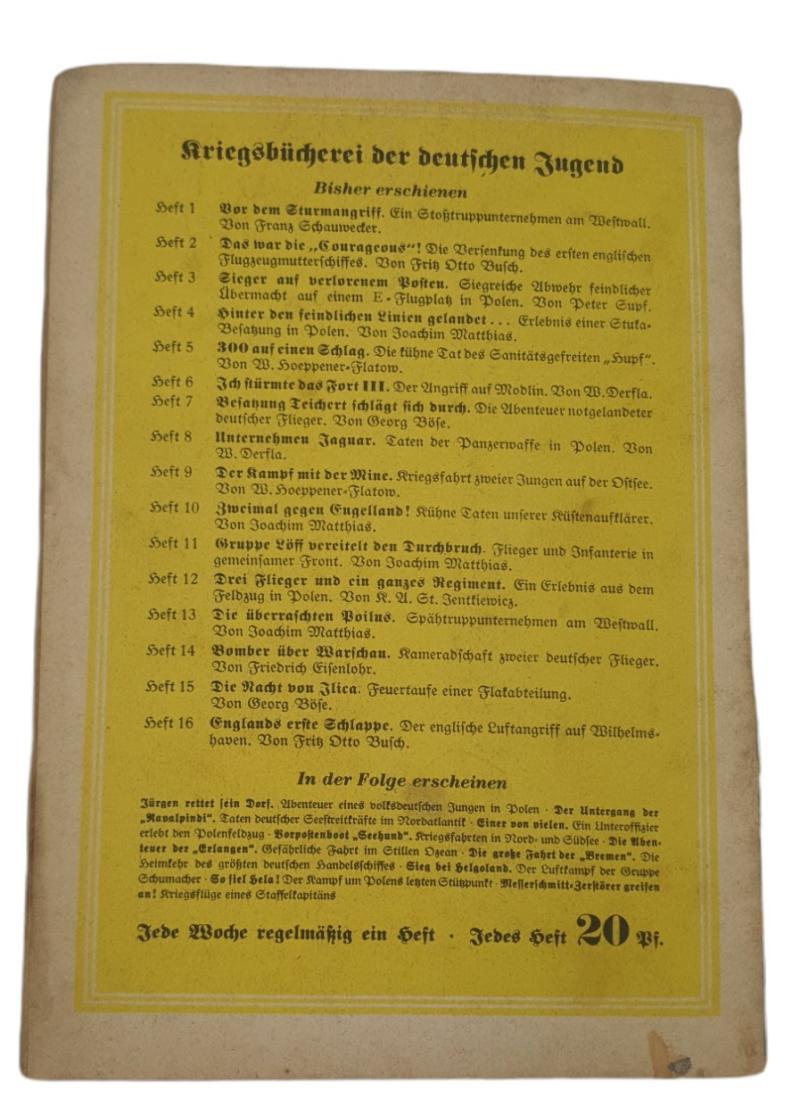 Kriegsbücherei der deutschen Jugend
Bisher erschienen
Heft 1 Vor dem Sturmangriff. Ein Stoßtruppunternehmen am Westwall.
Von Franz Schauwecker.
Heft 2 Das war die „Courageous“! Die Versenkung des ersten englischen
Flugzeugmutterschiffes. Von Fritz Otto Busch.
Heft 3 Sieger auf verlorenem Posten. Siegreiche Abwehr feindlicher
Übermacht auf einem E-Flugplatz in Polen. Von Peter Supf.
Heft 4 Hinter den feindlichen Linien gelandet... Erlebnis einer Stuka-
Besatzung in Polen. Von Joachim Matthias.
Heft 5 300 auf einen Schlag. Die kühne Tat des Sanitätsgefreiten „Hupf“.
Von W. Hoeppener-Flatow.
Heft 6 Ich stürmte das Fort III. Der Angriff auf Modlin. Von W. Derfla.
Heft 7 Besatzung Teichert schlägt sich durch. Die Abenteuer notgelandeter
deutscher Flieger. Von Georg Böse.
Heft 8 Unternehmen Jaguar. Taten der Panzerwaffe in Polen. Von
W. Derfla.
Heft 9 Der Kampf mit der Mine. Kriegsfahrt zweier Jungen auf der Ostsee.
Von W. Hoeppener-Flatow.
Heft 10 Zweimal gegen Engelland! Kühne Taten unserer Küstenaufklärer.
Von Joachim Matthias.
Heft 11 Gruppe Löff vereitelt den Durchbruch. Flieger und Infanterie in
gemeinsamer Front. Von Joachim Matthias.
Heft 12 Drei Flieger und ein ganzes Regiment. Ein Erlebnis aus dem
Feldzug in Polen. Von K. A. St. Jentkiewicz.
Heft 13 Die überraschten Poilus. Spähtruppunternehmen am Westwall.
Von Joachim Matthias.
Heft 14 Bomber über Warschau. Kameradschaft zweier deutscher Flieger.
Von Friedrich Eisenlohr.
Heft 15 Die Nacht von Ilica. Feuertaufe einer Flakabteilung.
Von Georg Böse.
Heft 16 Englands erste Schlappe. Der englische Luftangriff auf Wilhelms-
haven. Von Fritz Otto Busch.
In der Folge erscheinen
Jürgen rettet sein Dorf. Abenteuer eines volksdeutschen Jungen in Polen · Der Untergang der
„Rawalpindi“. Taten deutscher Seestreitkräfte im Nordatlantik · Einer von vielen. Ein Unteroffizier
erlebt den Polenfeldzug · Vorpostenboot „Seehund“. Kriegsfahrten in Nord- und Südsee · Die Aben-
teuer der „Erlangen“. Gefährliche Fahrt im Stillen Ozean · Die große Fahrt der „Bremen“. Die
Heimkehr des größten deutschen Handelsschiffes · Sieg bei Helgoland. Der Luftkampf der Gruppe
Schumacher · So fiel Hela! Der Kampf um Polens letzten Stützpunkt · Messerschmitt-Zerstörer greifen
an! Kriegsflüge eines Staffelkapitäns
Jede Woche regelmäßig ein Heft · Jedes Heft 20 Pf.